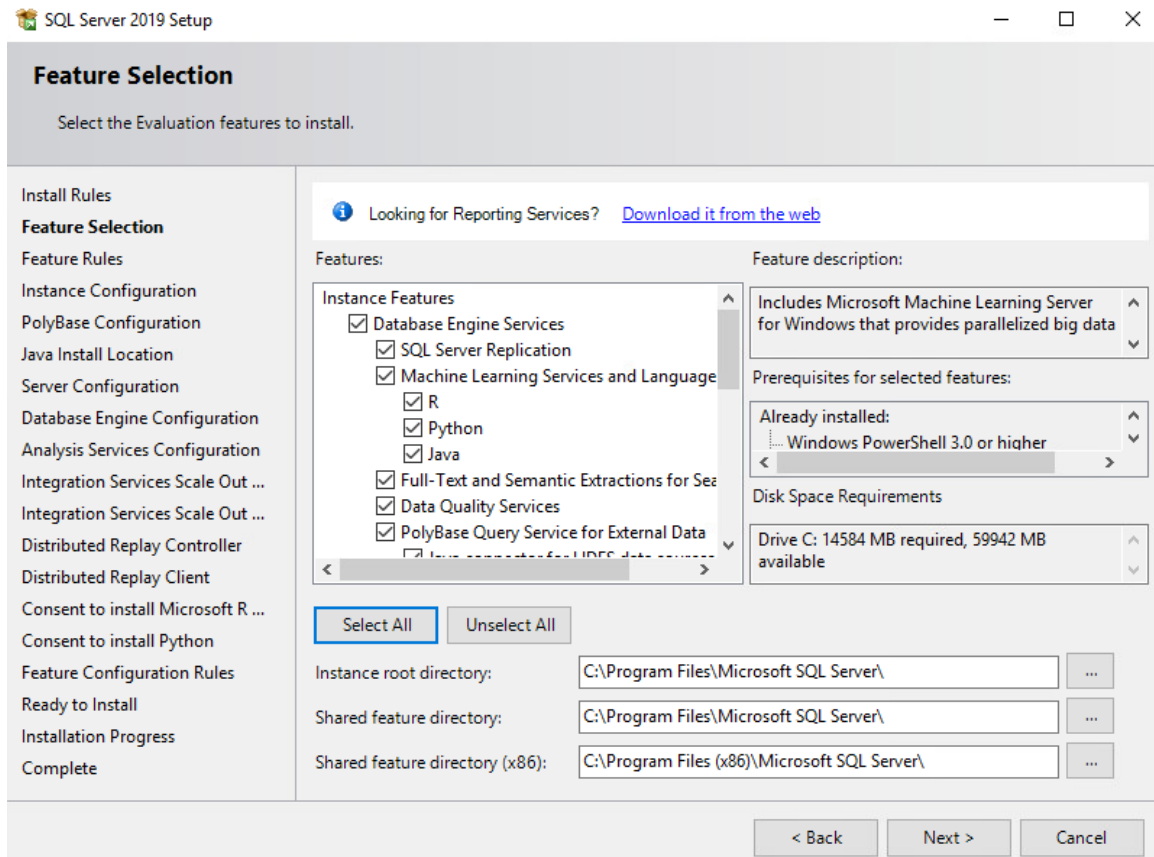 SQL Server 2019 Setup
Feature Selection
Select the Evaluation features to install.
Install Rules
Feature Selection
Feature Rules
Instance Configuration
PolyBase Configuration
Java Install Location
Server Configuration
Database Engine Configuration
Analysis Services Configuration
Integration Services Scale Out ...
Integration Services Scale Out ...
Distributed Replay Controller
Distributed Replay Client
Consent to install Microsoft R ...
Consent to install Python
Feature Configuration Rules
Ready to Install
Installation Progress
Complete
Looking for Reporting Services? Download it from the web
Features:
Instance Features
Database Engine Services
SQL Server Replication
Machine Learning Services and Language
R
Python
Java
Full-Text and Semantic Extractions for Sea
Data Quality Services
PolyBase Query Service for External Data
Java connector for HDFS data sources
Feature description:
Includes Microsoft Machine Learning Server
for Windows that provides parallelized big data
Prerequisites for selected features:
Already installed:
Windows PowerShell 3.0 or higher
Disk Space Requirements
Drive C: 14584 MB required, 59942 MB
available
Select All
Unselect All
Instance root directory:
C:\Program Files\Microsoft SQL Server\
...
Shared feature directory:
C:\Program Files\Microsoft SQL Server\
...
Shared feature directory (x86):
C:\Program Files (x86)\Microsoft SQL Server\
...
< Back
Next >
Cancel